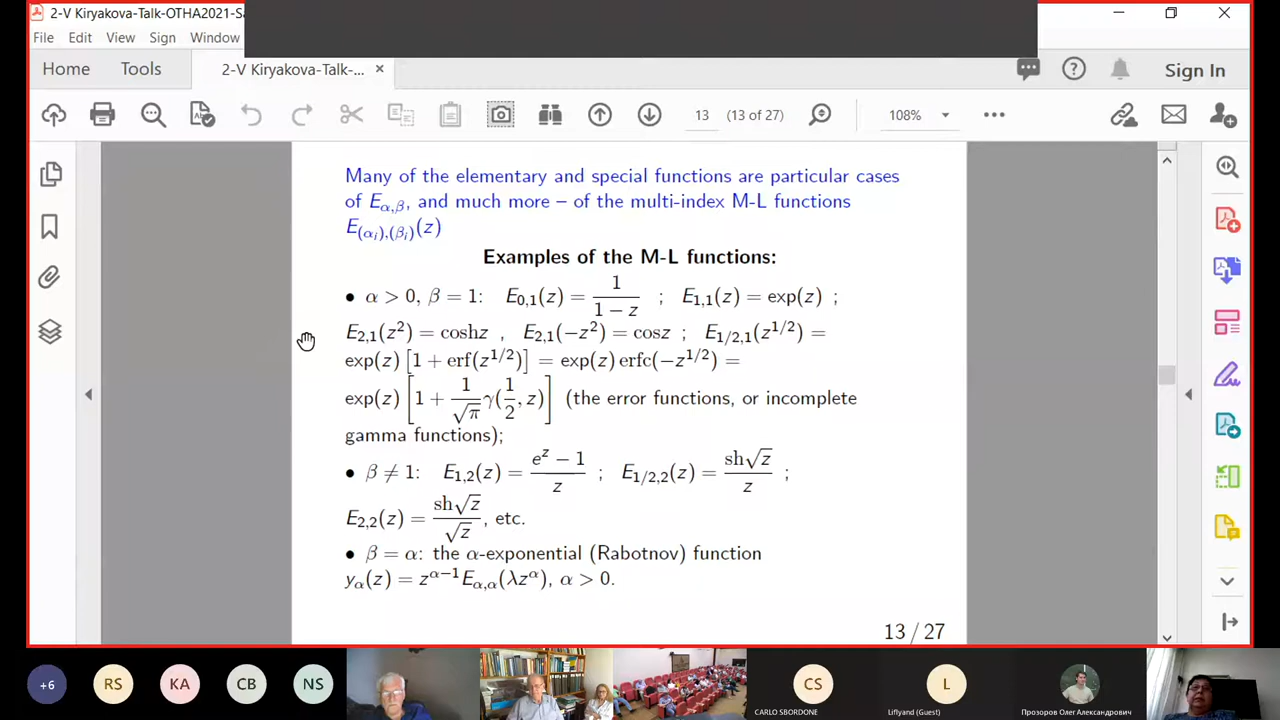 2-V Kiryakova-Talk-OTHA2021-S
File Edit View Sign Window
Home Tools 2-V Kiryakova-Talk-... × Sign In
13 (13 of 27) 108%
Many of the elementary and special functions are particular cases
of E_{α,β}, and much more – of the multi-index M-L functions
E_{(α_i),(β_i)}(z)
Examples of the M-L functions:
• α > 0, β = 1: E_{0,1}(z) = 1/(1 − z) ; E_{1,1}(z) = exp(z) ;
E_{2,1}(z²) = coshz , E_{2,1}(−z²) = cosz ; E_{1/2,1}(z^{1/2}) =
exp(z) [1 + erf(z^{1/2})] = exp(z) erfc(−z^{1/2}) =
exp(z) [1 + (1/√π) γ(1/2, z)] (the error functions, or incomplete
gamma functions);
• β ≠ 1: E_{1,2}(z) = (e^z − 1)/z ; E_{1/2,2}(z) = sh√z/z ;
E_{2,2}(z) = sh√z/√z, etc.
• β = α: the α-exponential (Rabotnov) function
y_α(z) = z^{α−1}E_{α,α}(λz^α), α > 0.
13 / 27
+6 RS KA CB NS CS L
CARLO SBORDONE Liflyand (Guest) Прозоров Олег Александрович